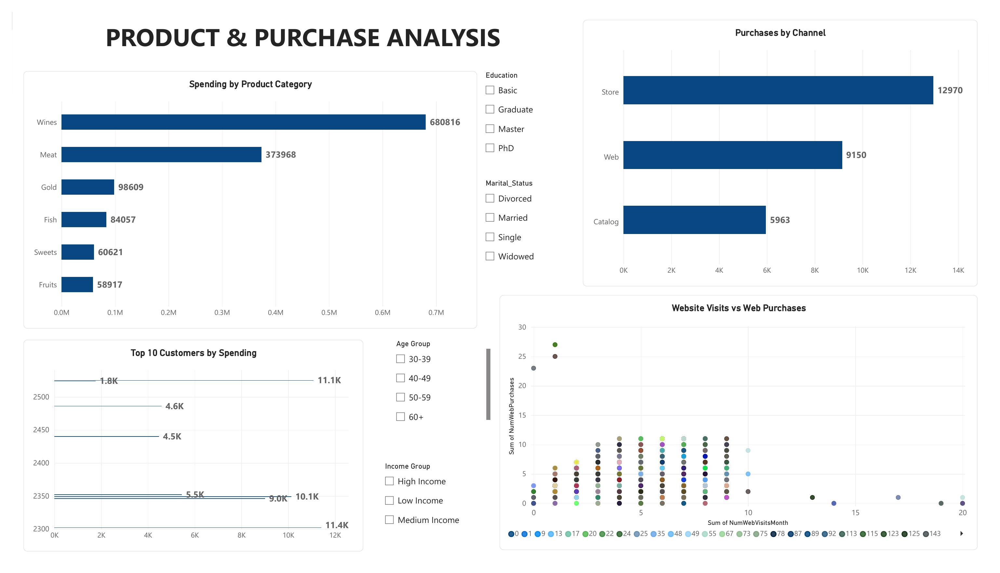 PRODUCT & PURCHASE ANALYSIS
Spending by Product Category
Wines 680816
Meat 373968
Gold 98609
Fish 84057
Sweets 60621
Fruits 58917
0.0M 0.1M 0.2M 0.3M 0.4M 0.5M 0.6M 0.7M
Education
Basic
Graduate
Master
PhD
Marital_Status
Divorced
Married
Single
Widowed
Purchases by Channel
Store 12970
Web 9150
Catalog 5963
0K 2K 4K 6K 8K 10K 12K 14K
Top 10 Customers by Spending
1.8K 11.1K
2500
4.6K
2450
4.5K
2400
5.5K
2350 9.0K 10.1K
11.4K
2300
0K 2K 4K 6K 8K 10K 12K
Age Group
30-39
40-49
50-59
60+
Income Group
High Income
Low Income
Medium Income
Website Visits vs Web Purchases
Sum of NumWebPurchases
30
25
20
15
10
5
0
0 5 10 15 20
Sum of NumWebVisitsMonth
0 1 9 13 17 20 22 24 25 35 48 49 55 67 73 75 78 87 89 92 113 115 123 125 143